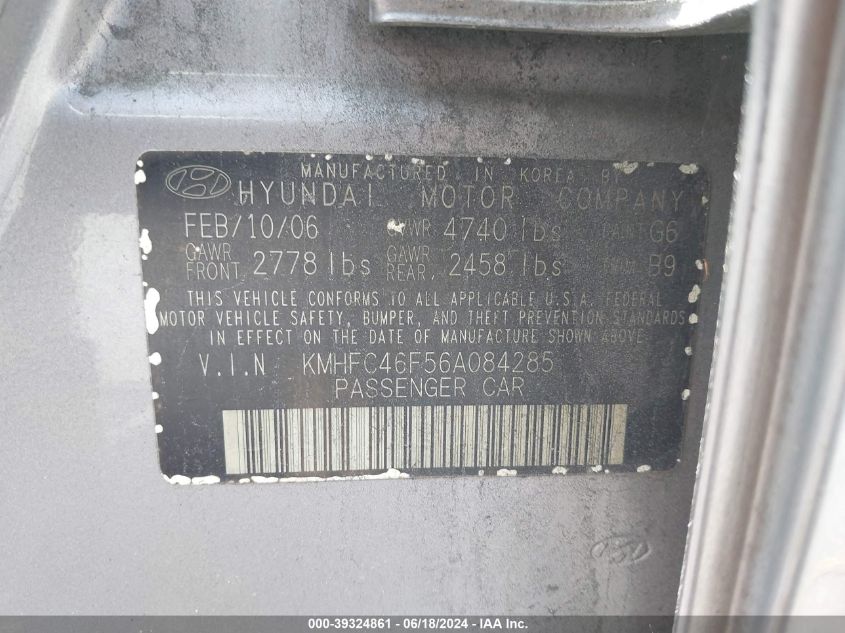 MANUFACTURED IN KOREA
HYUNDAI MOTOR COMPANY
FEB/10/06 GVWR 4740 lbs PAINT G6
GAWR FRONT 2778 lbs GAWR REAR 2458 lbs TRIM B9
THIS VEHICLE CONFORMS TO ALL APPLICABLE U.S.A. FEDERAL
MOTOR VEHICLE SAFETY, BUMPER, AND THEFT PREVENTION STANDARDS
IN EFFECT ON THE DATE OF MANUFACTURE SHOWN ABOVE
V.I.N KMHFC46F56A084285
PASSENGER CAR
000-39324861 - 06/18/2024 - IAA Inc.